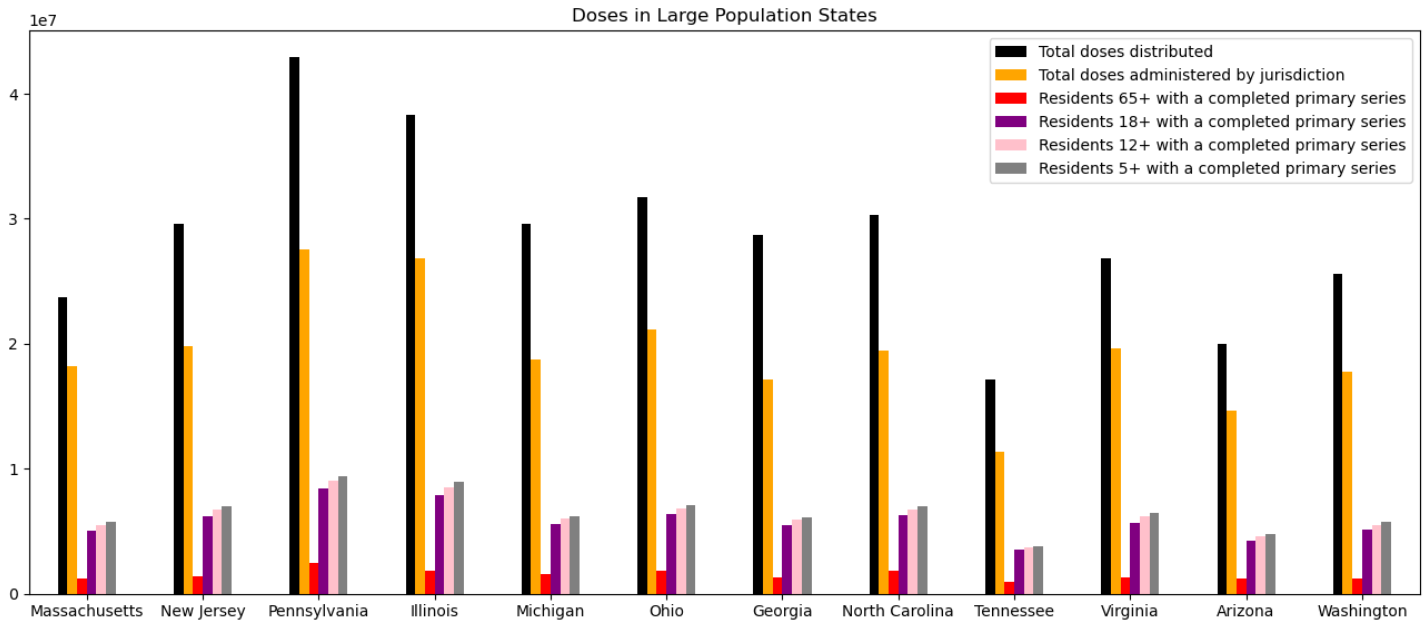 Doses in Large Population States
1e7
Total doses distributed
Total doses administered by jurisdiction
Residents 65+ with a completed primary series
Residents 18+ with a completed primary series
Residents 12+ with a completed primary series
Residents 5+ with a completed primary series
4
3
2
1
0
Massachusetts New Jersey Pennsylvania Illinois Michigan Ohio Georgia North Carolina Tennessee Virginia Arizona Washington